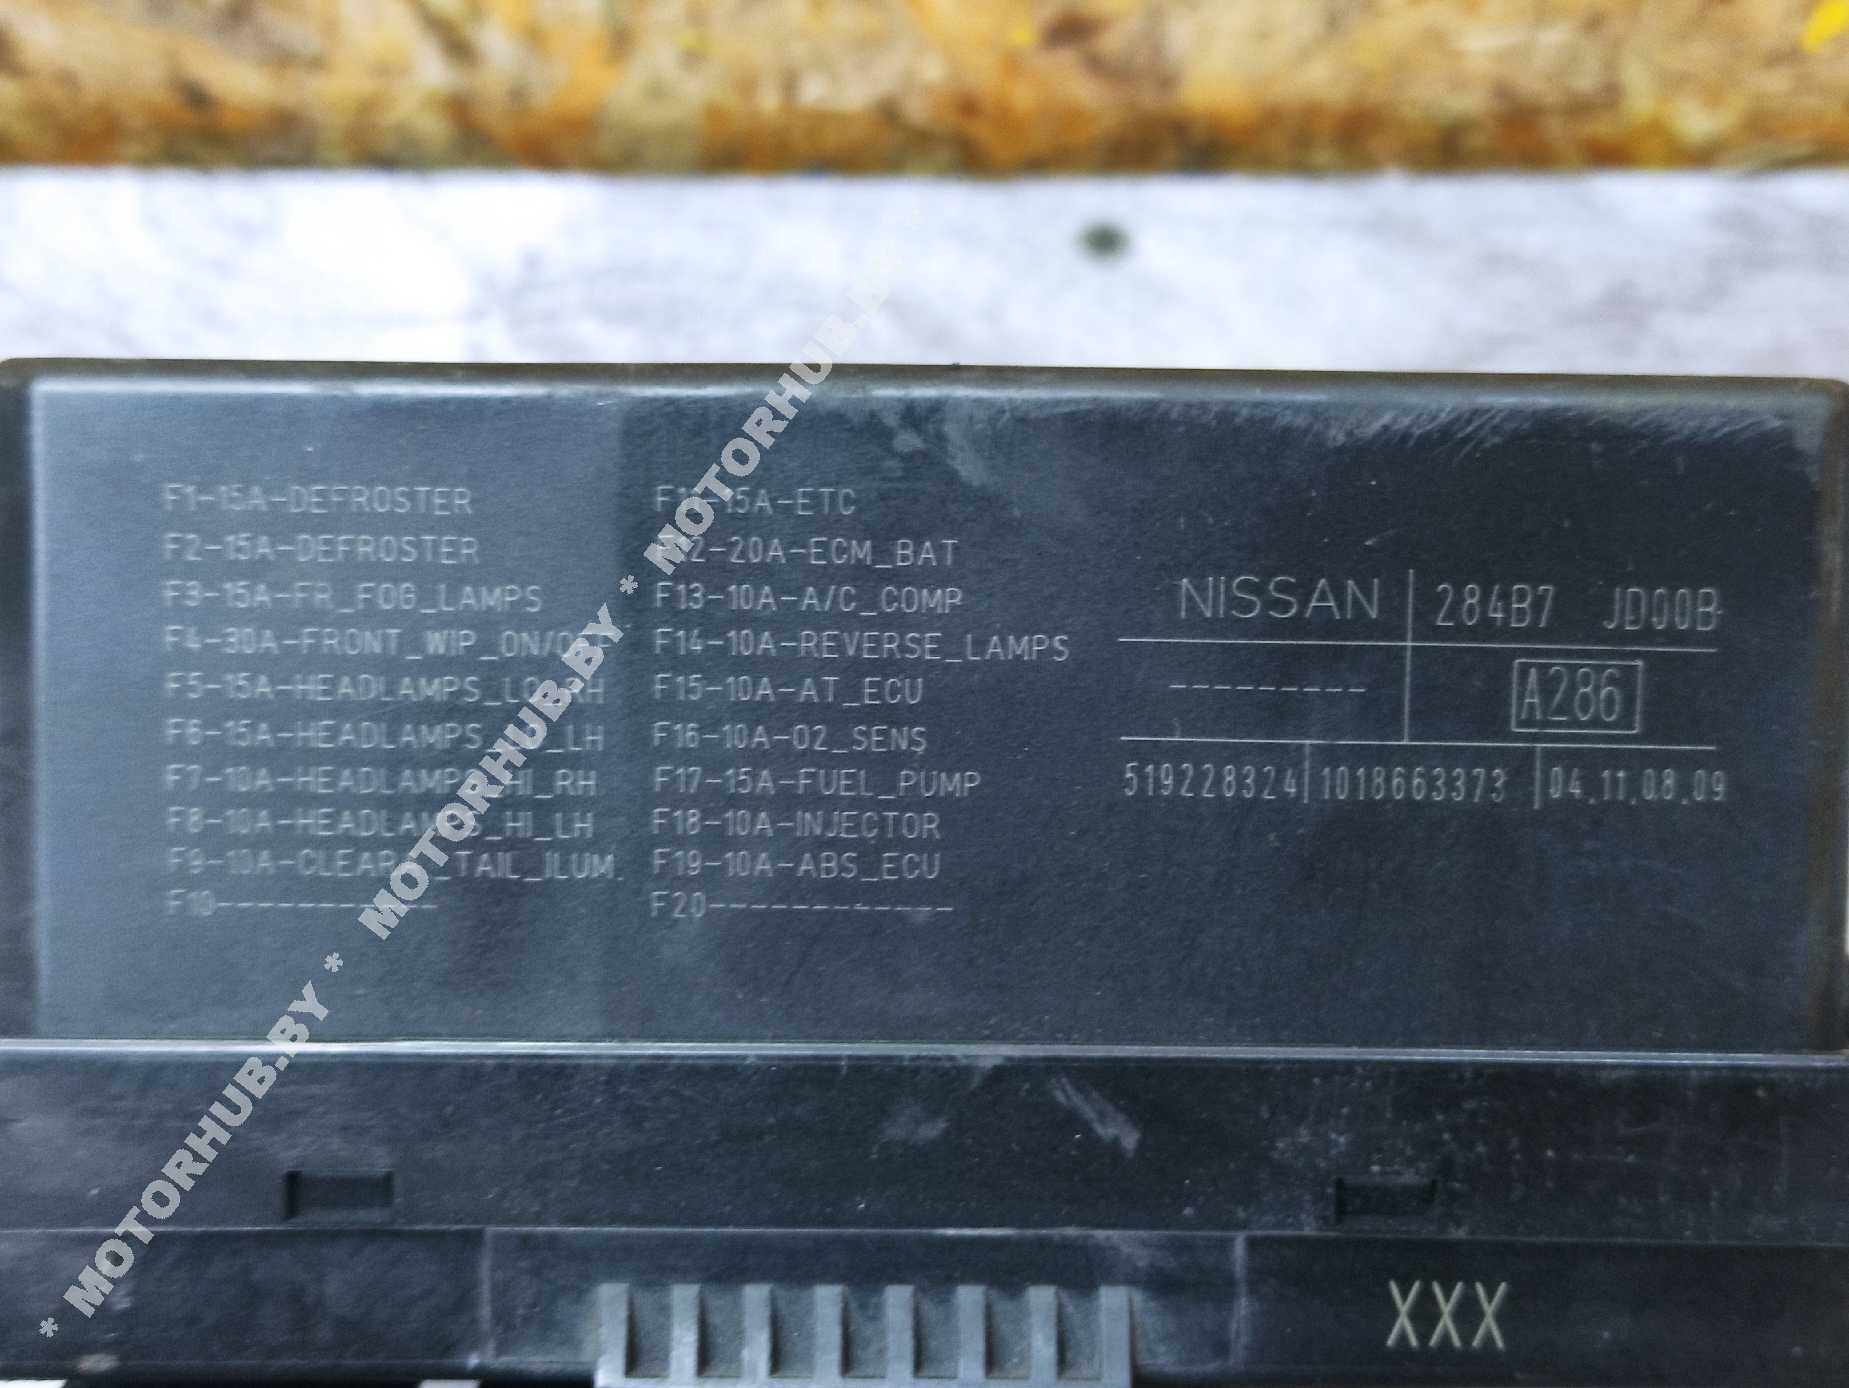 F1-15A-DEFROSTER
F2-15A-DEFROSTER
F3-15A-FR_FOG_LAMPS
F4-30A-FRONT_WIP_ON/
F5-15A-HEADLAMPS_LO_RH
F6-15A-HEADLAMPS_LO_LH
F7-10A-HEADLAMPS_HI_RH
F8-10A-HEADLAMPS_HI_LH
F9-10A-CLEAR_TAIL_ILUM.
F10-----------
F11-15A-ETC
F12-20A-ECM_BAT
F13-10A-A/C_COMP
F14-10A-REVERSE_LAMPS
F15-10A-AT_ECU
F16-10A-O2_SENS
F17-15A-FUEL_PUMP
F18-10A-INJECTOR
F19-10A-ABS_ECU
F20------------
NISSAN 284B7 JD00B
--------- A286
519228324 1018663373 04.11.08.09
XXX
* MOTORHUB.BY * MOTORHUB.BY * MOTORHUB.BY